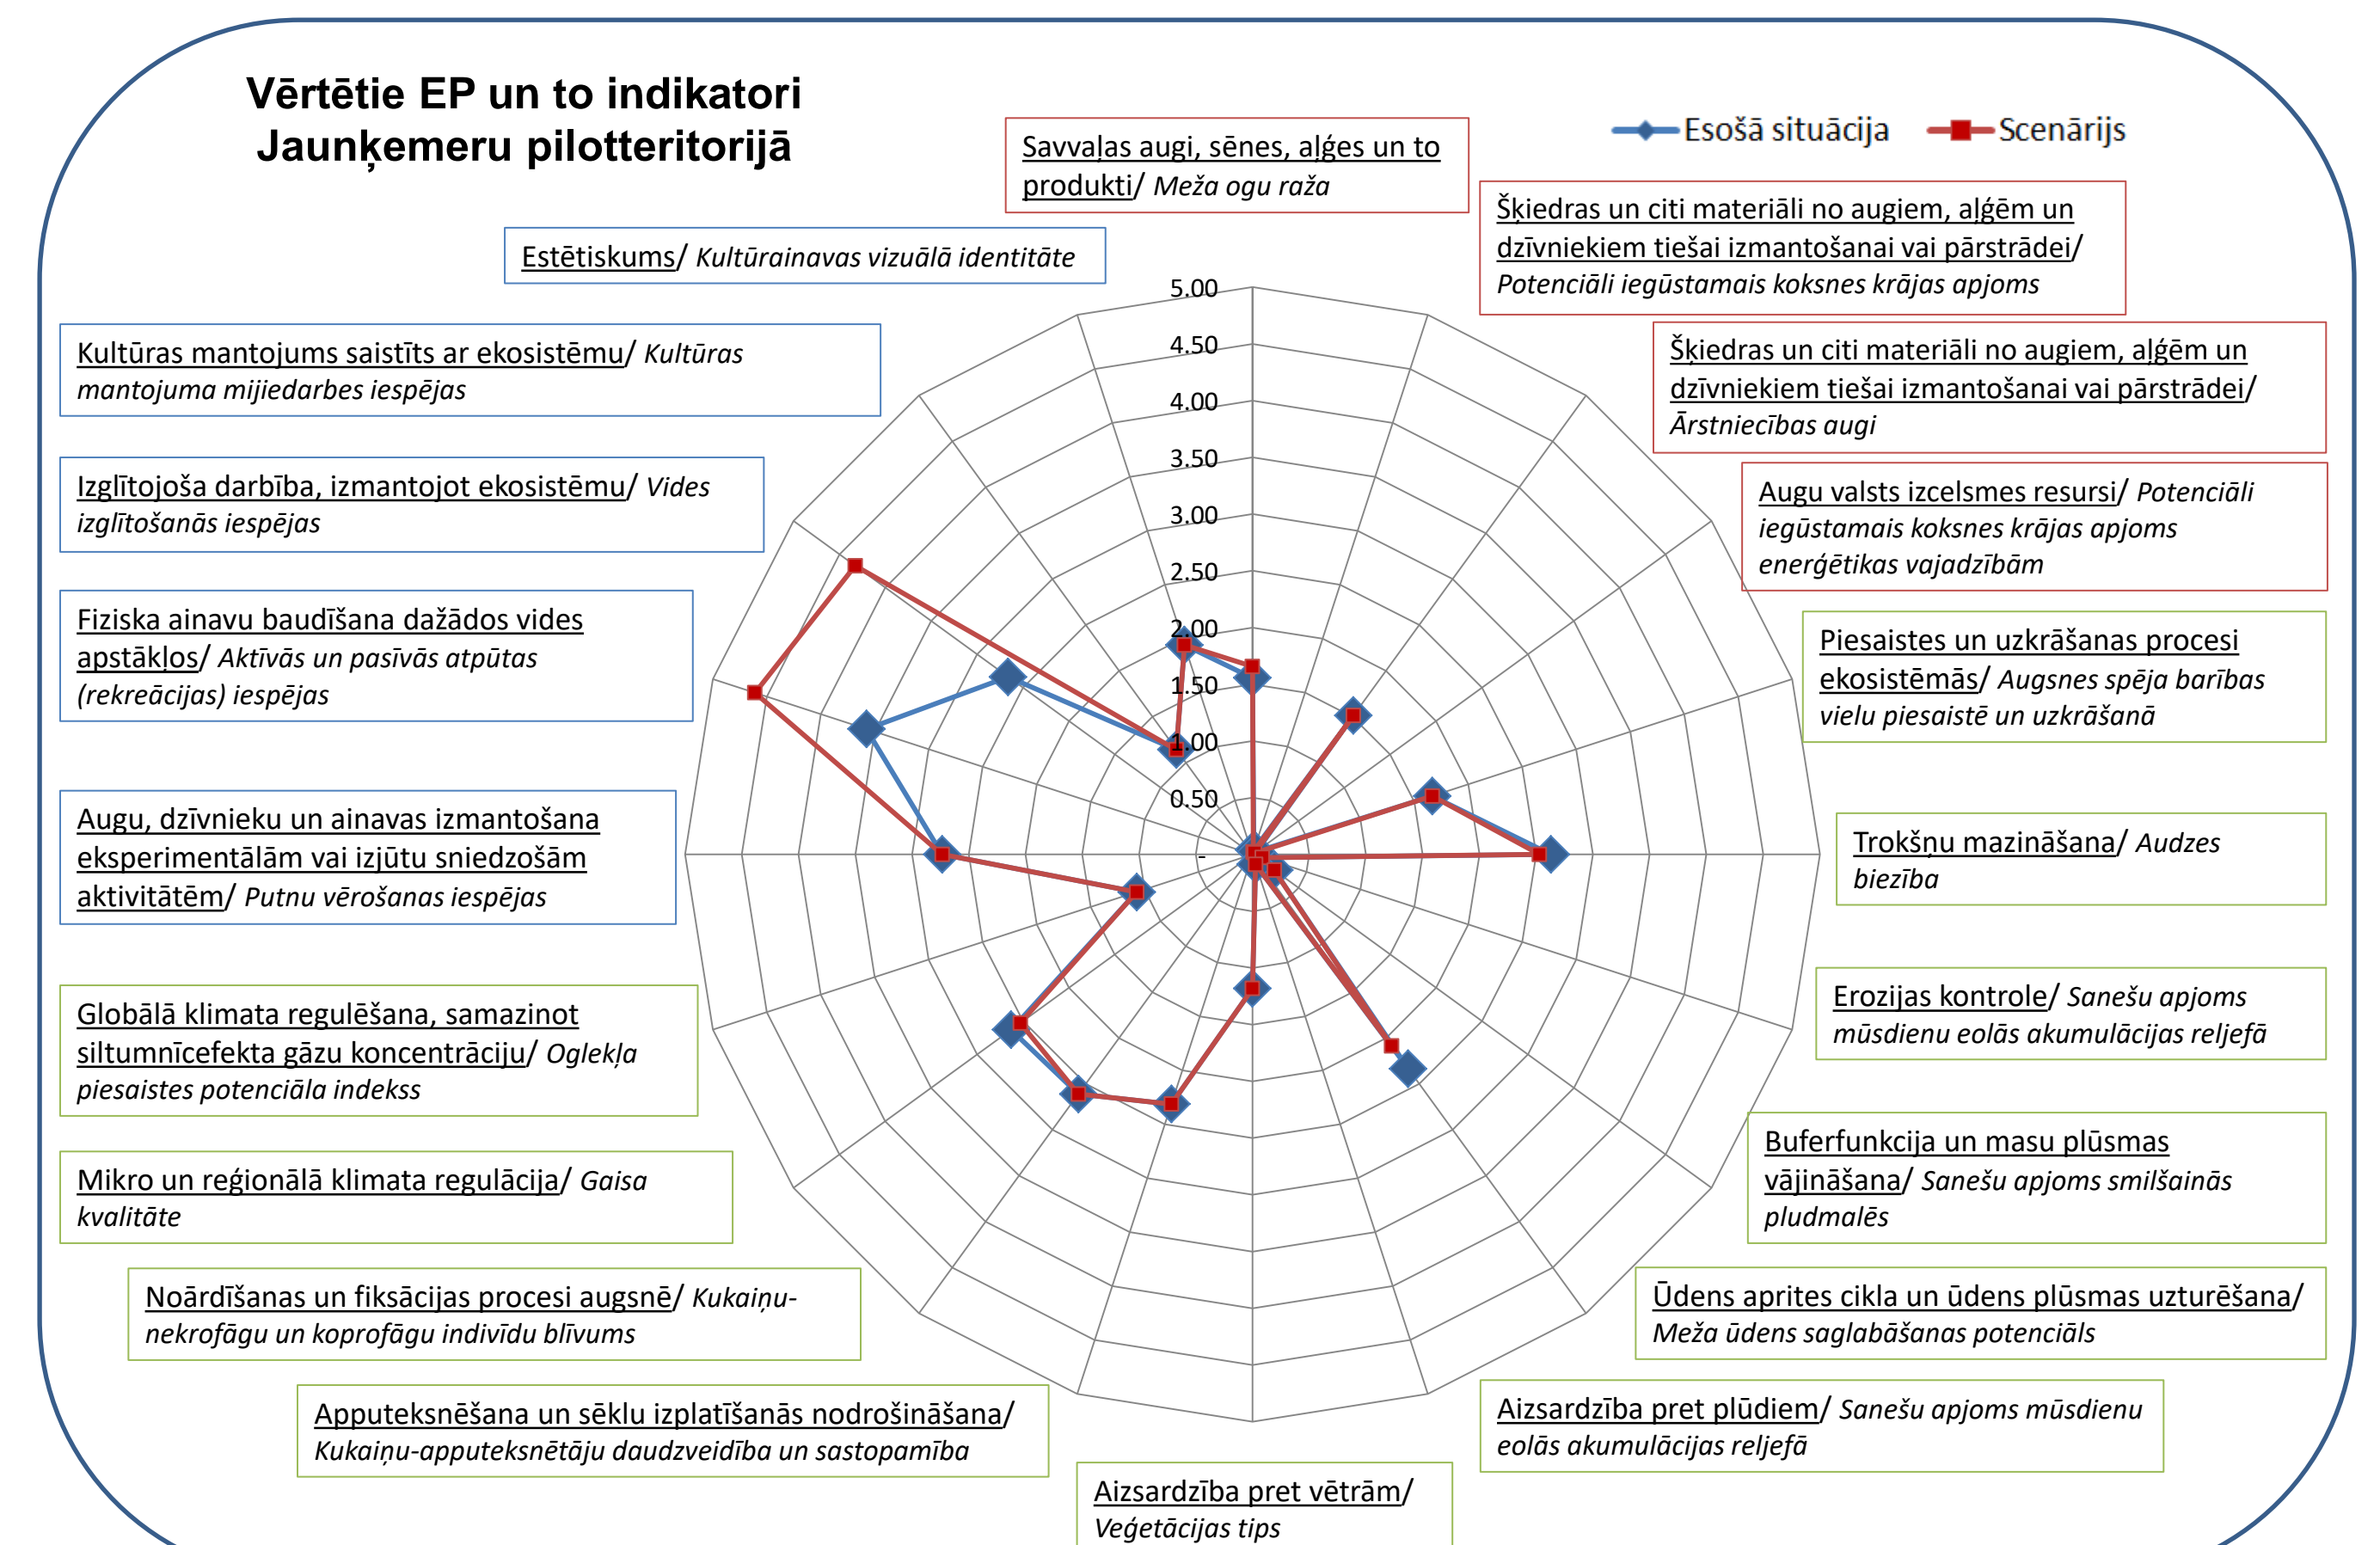 Vērtētie EP un to indikatori
Jaunķemeru pilotteritorijā
Esošā situācija
Scenārijs
Savvaļas augi, sēnes, aļģes un to
produkti/ Meža ogu raža
Šķiedras un citi materiāli no augiem, aļģēm un
dzīvniekiem tiešai izmantošanai vai pārstrādei/
Potenciāli iegūstamais koksnes krājas apjoms
Šķiedras un citi materiāli no augiem, aļģēm un
dzīvniekiem tiešai izmantošanai vai pārstrādei/
Ārstniecības augi
Augu valsts izcelsmes resursi/ Potenciāli
iegūstamais koksnes krājas apjoms
enerģētikas vajadzībām
Piesaistes un uzkrāšanas procesi
ekosistēmās/ Augsnes spēja barības
vielu piesaistē un uzkrāšanā
Trokšņu mazināšana/ Audzes
biezība
Erozijas kontrole/ Sanešu apjoms
mūsdienu eolās akumulācijas reljefā
Buferfunkcija un masu plūsmas
vājināšana/ Sanešu apjoms smilšainās
pludmalēs
Ūdens aprites cikla un ūdens plūsmas uzturēšana/
Meža ūdens saglabāšanas potenciāls
Aizsardzība pret plūdiem/ Sanešu apjoms mūsdienu
eolās akumulācijas reljefā
Aizsardzība pret vētrām/
Veģetācijas tips
Apputeksnēšana un sēklu izplatīšanās nodrošināšana/
Kukaiņu-apputeksnētāju daudzveidība un sastopamība
Noārdīšanas un fiksācijas procesi augsnē/ Kukaiņu-
nekrofāgu un koprofāgu indivīdu blīvums
Mikro un reģionālā klimata regulācija/ Gaisa
kvalitāte
Globālā klimata regulēšana, samazinot
siltumnīcefekta gāzu koncentrāciju/ Oglekļa
piesaistes potenciāla indekss
Augu, dzīvnieku un ainavas izmantošana
eksperimentālām vai izjūtu sniedzošām
aktivitātēm/ Putnu vērošanas iespējas
Fiziska ainavu baudīšana dažādos vides
apstākļos/ Aktīvās un pasīvās atpūtas
(rekreācijas) iespējas
Izglītojoša darbība, izmantojot ekosistēmu/ Vides
izglītošanās iespējas
Kultūras mantojums saistīts ar ekosistēmu/ Kultūras
mantojuma mijiedarbes iespējas
Estētiskums/ Kultūrainavas vizuālā identitāte
5.00
4.50
4.00
3.50
3.00
2.50
2.00
1.50
1.00
0.50
-